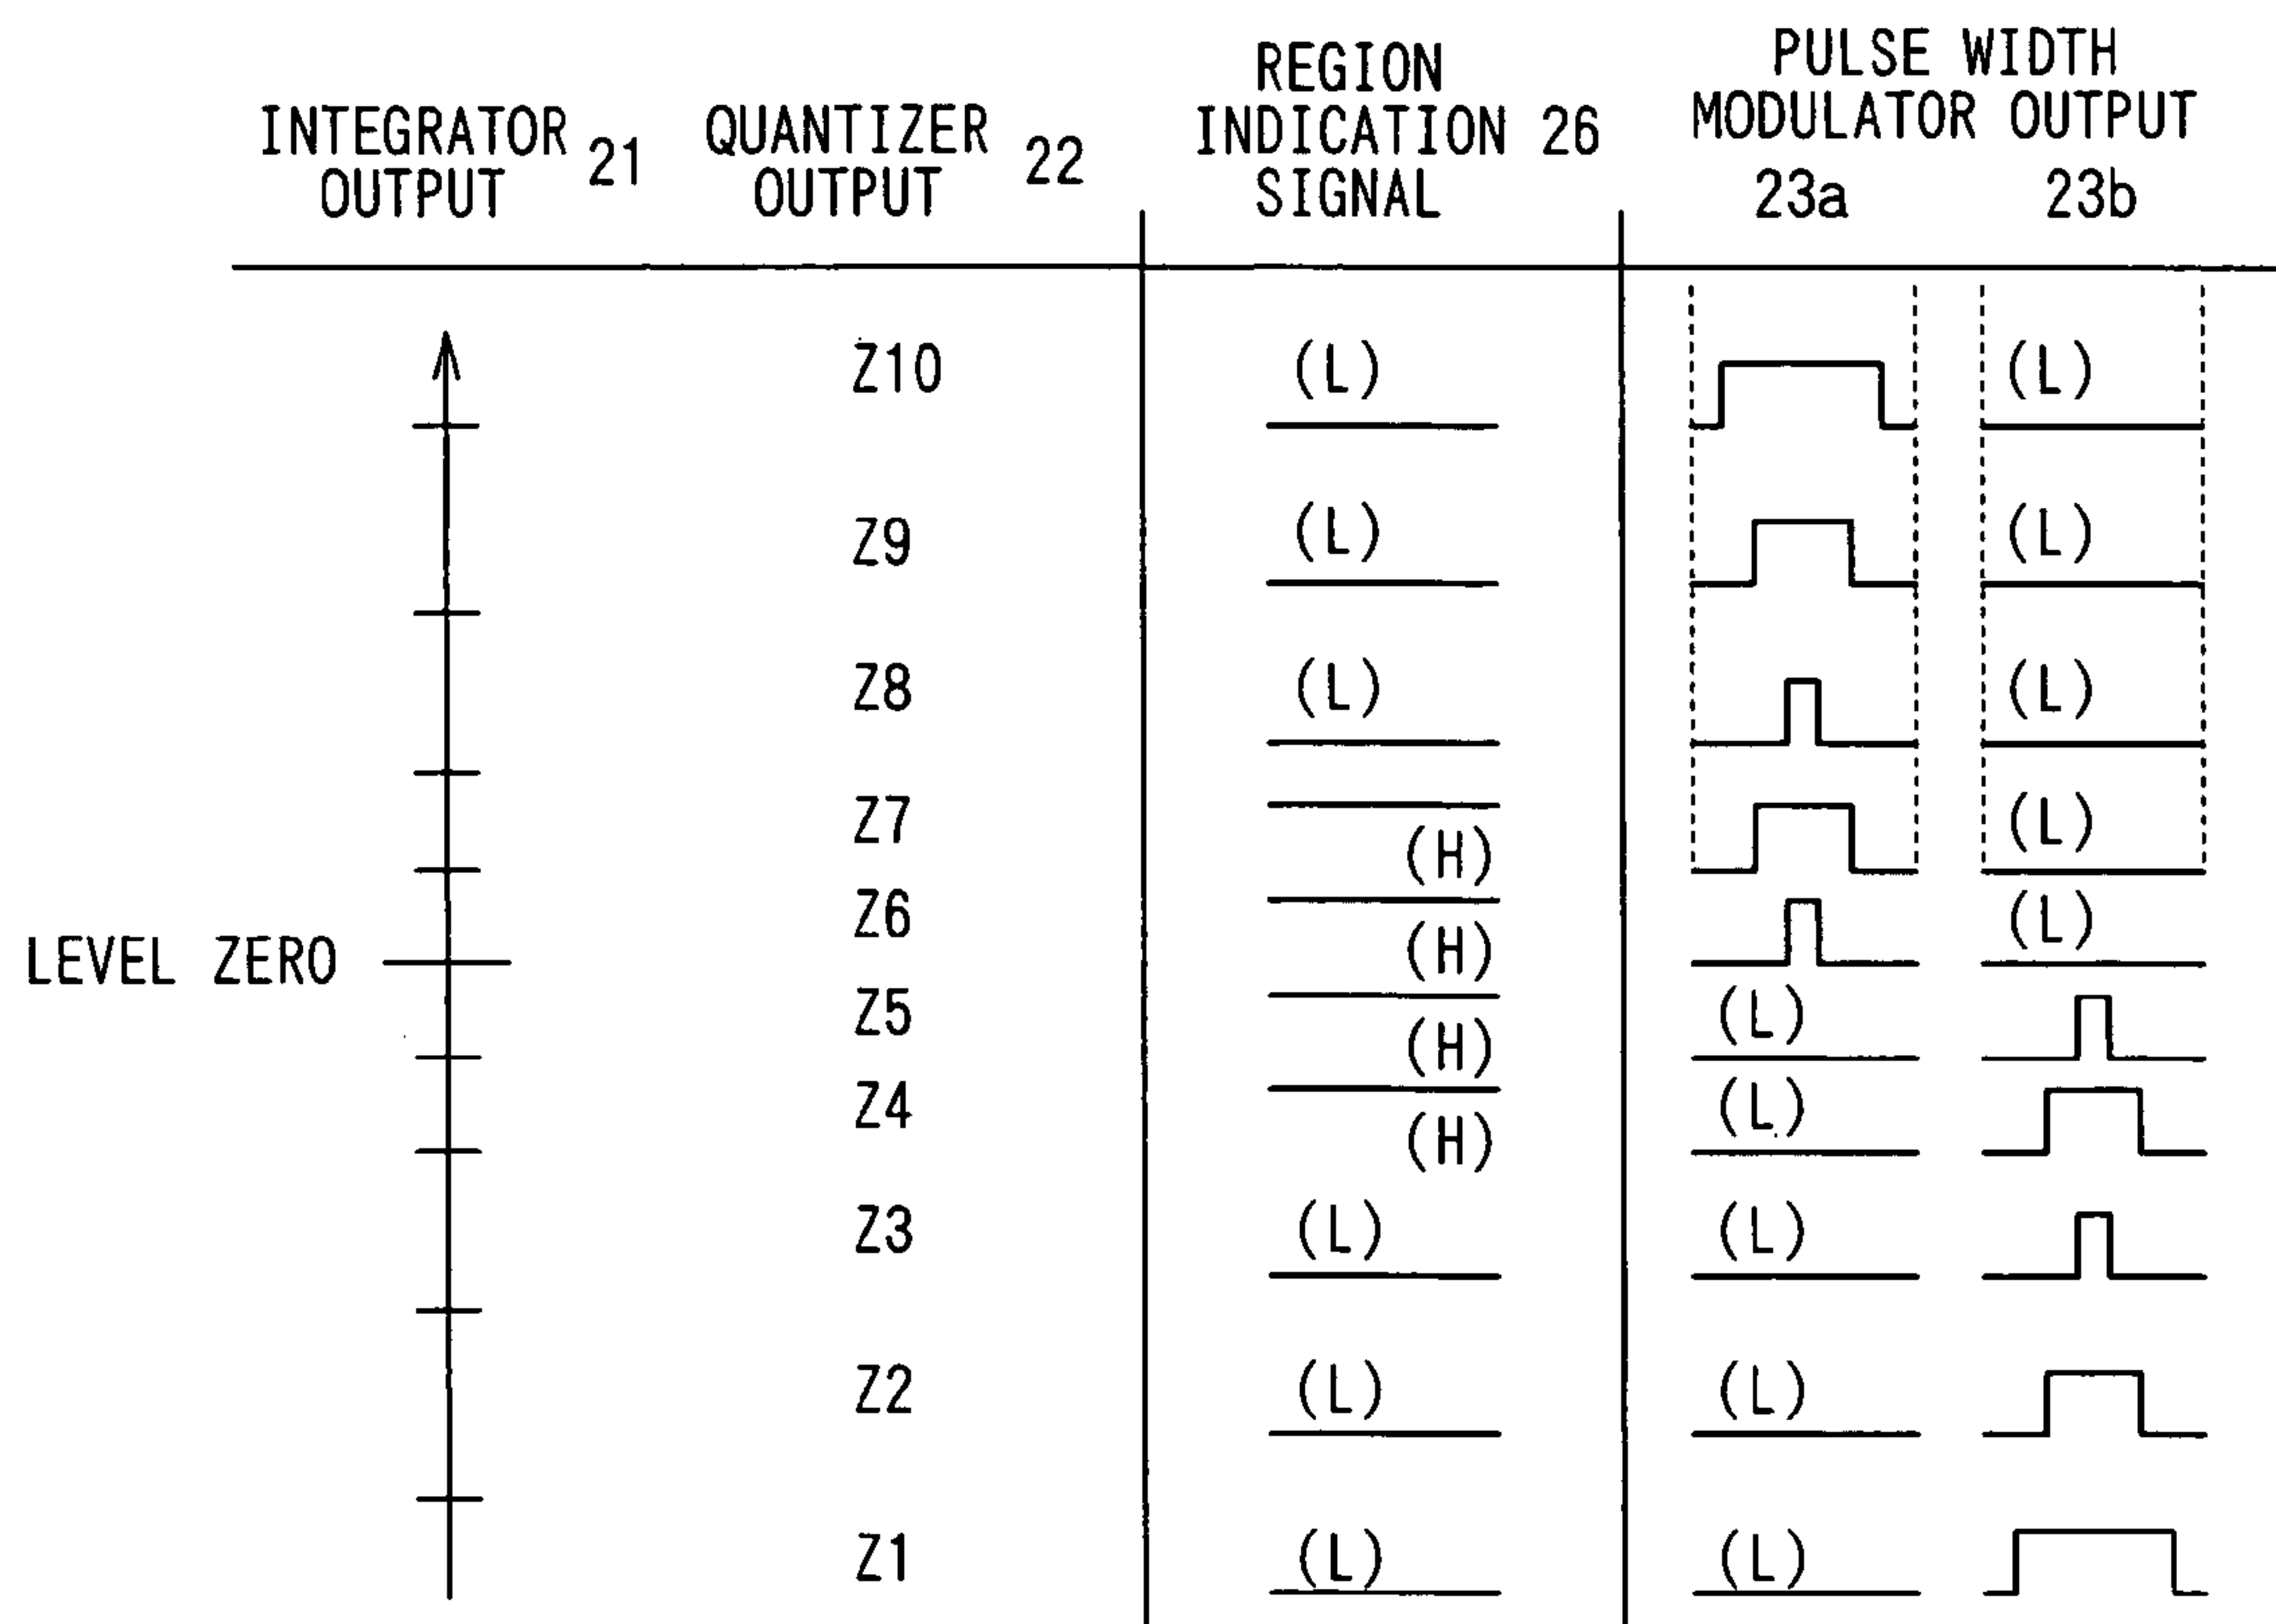 INTEGRATOR OUTPUT 21
QUANTIZER OUTPUT 22
REGION INDICATION SIGNAL 26
PULSE WIDTH MODULATOR OUTPUT
23a 23b
Z10 (L) (L)
Z9 (L) (L)
Z8 (L) (L)
Z7 (H) (L)
Z6 (H) (L)
LEVEL ZERO
Z5 (H) (L)
Z4 (H) (L)
Z3 (L) (L)
Z2 (L) (L)
Z1 (L) (L)